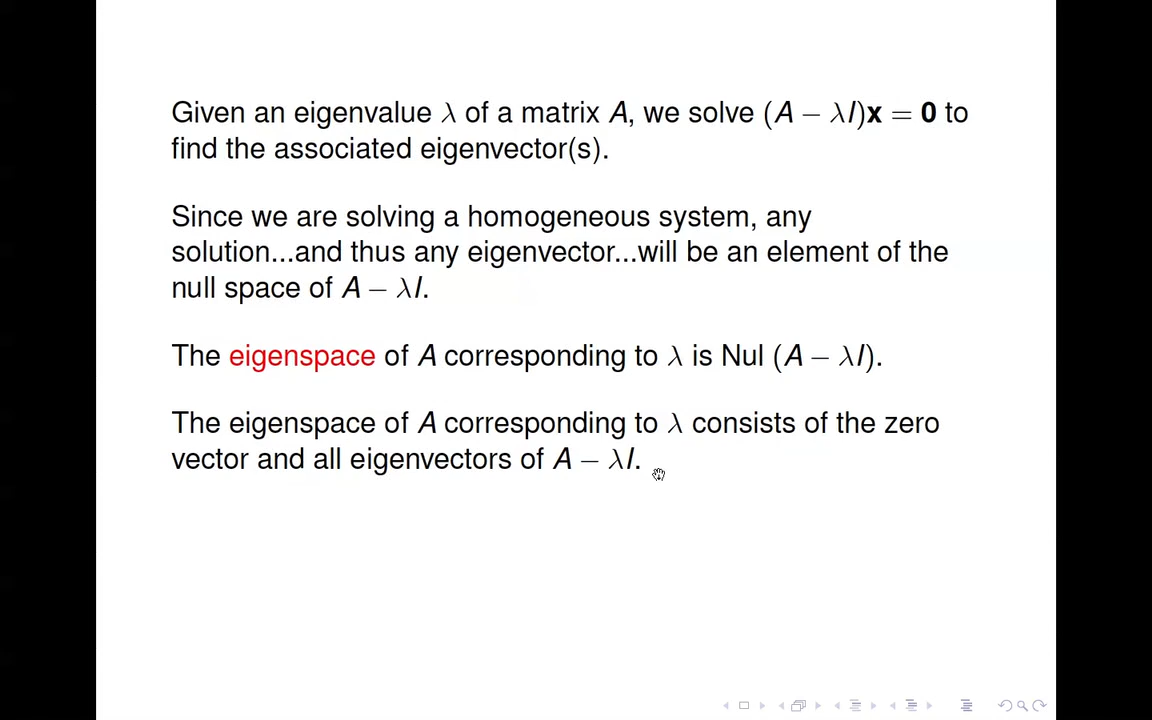 Given an eigenvalue λ of a matrix A, we solve (A − λI)x = 0 to
find the associated eigenvector(s).
Since we are solving a homogeneous system, any
solution...and thus any eigenvector...will be an element of the
null space of A − λI.
The eigenspace of A corresponding to λ is Nul (A − λI).
The eigenspace of A corresponding to λ consists of the zero
vector and all eigenvectors of A − λI.